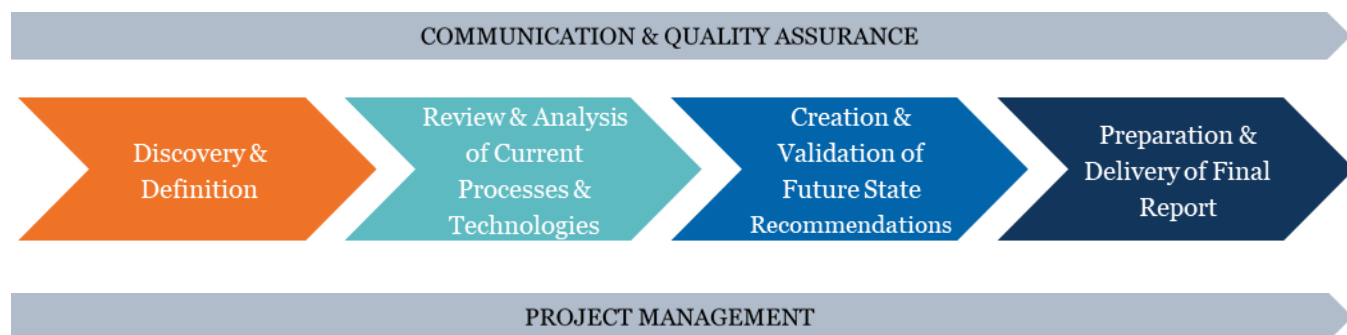 COMMUNICATION & QUALITY ASSURANCE
Discovery &
Definition
Review & Analysis
of Current
Processes &
Technologies
Creation &
Validation of
Future State
Recommendations
Preparation &
Delivery of Final
Report
PROJECT MANAGEMENT